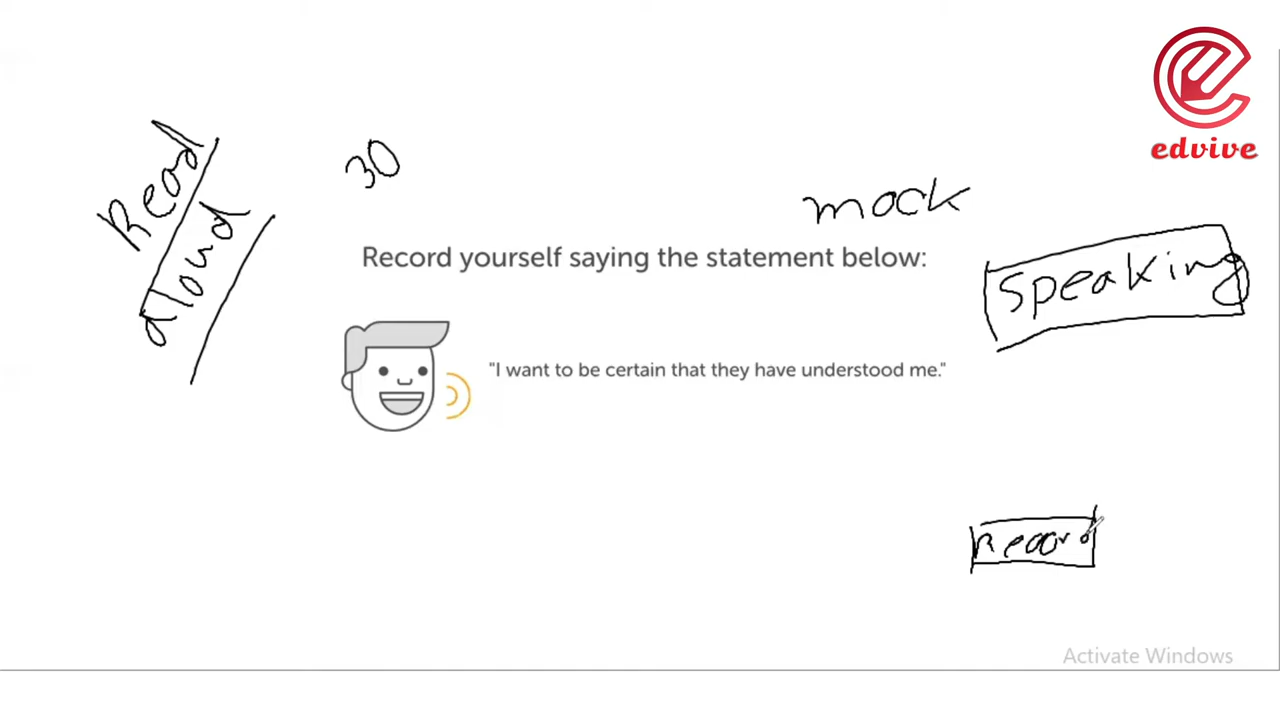 edvive
Read
Aloud
30
mock
Record yourself saying the statement below:
Speaking
"I want to be certain that they have understood me."
Record
Activate Windows